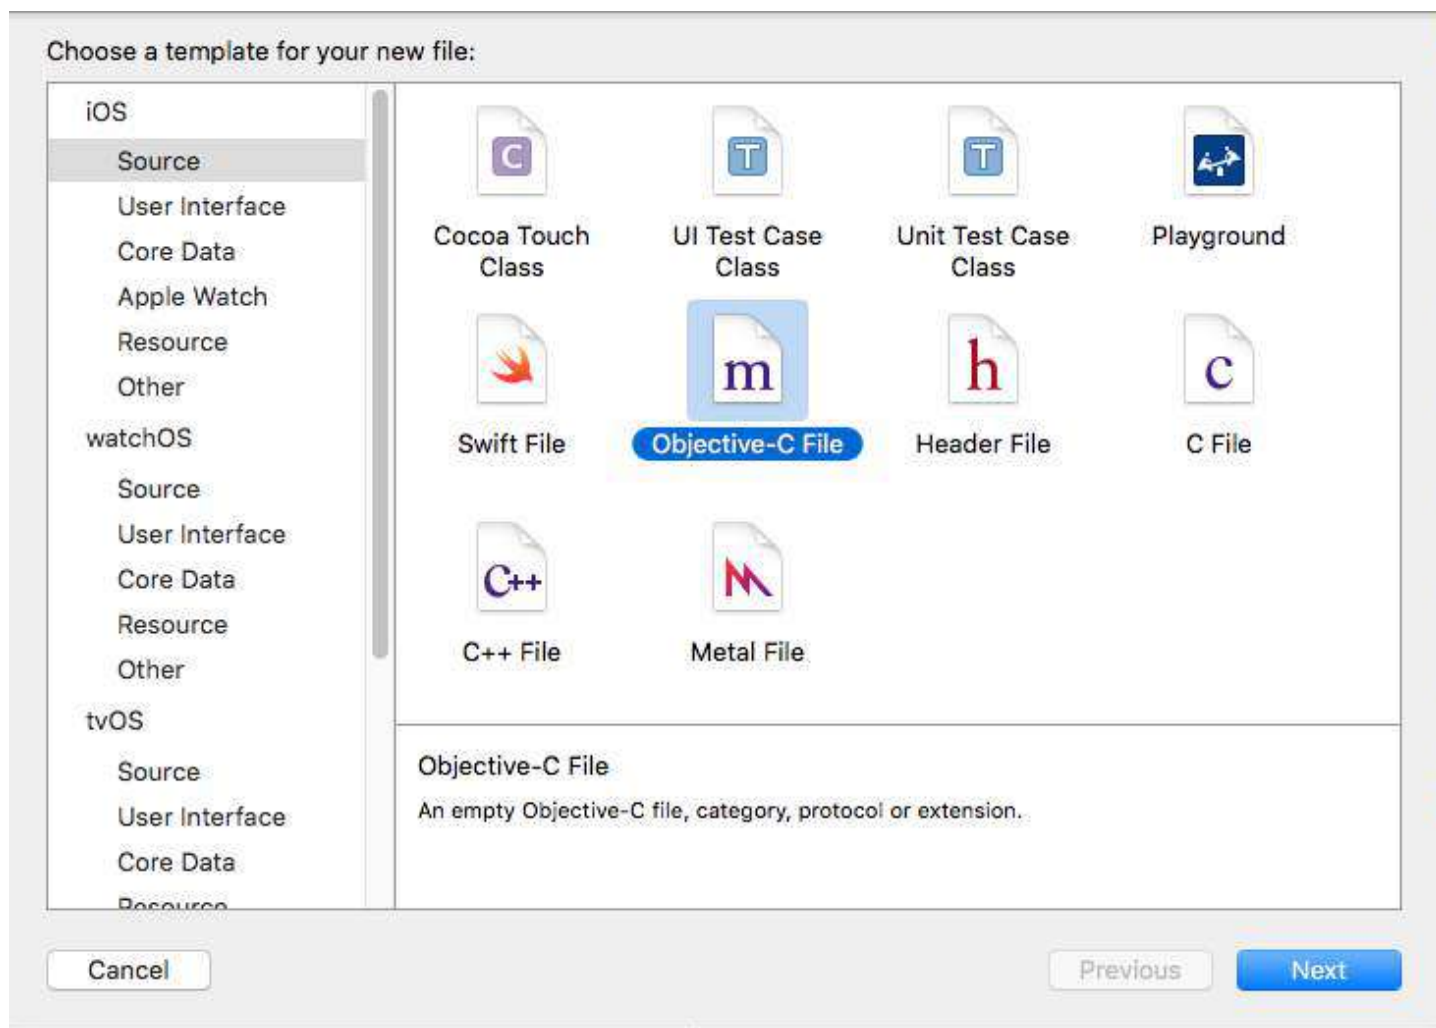 Choose a template for your new file:
iOS
Source
User Interface
Core Data
Apple Watch
Resource
Other
watchOS
Source
User Interface
Core Data
Resource
Other
tvOS
Source
User Interface
Core Data
Resource
C
T
T
Cocoa Touch
Class
UI Test Case
Class
Unit Test Case
Class
Playground
m
h
c
Swift File
Objective-C File
Header File
C File
C++
C++ File
Metal File
Objective-C File
An empty Objective-C file, category, protocol or extension.
Cancel
Previous
Next